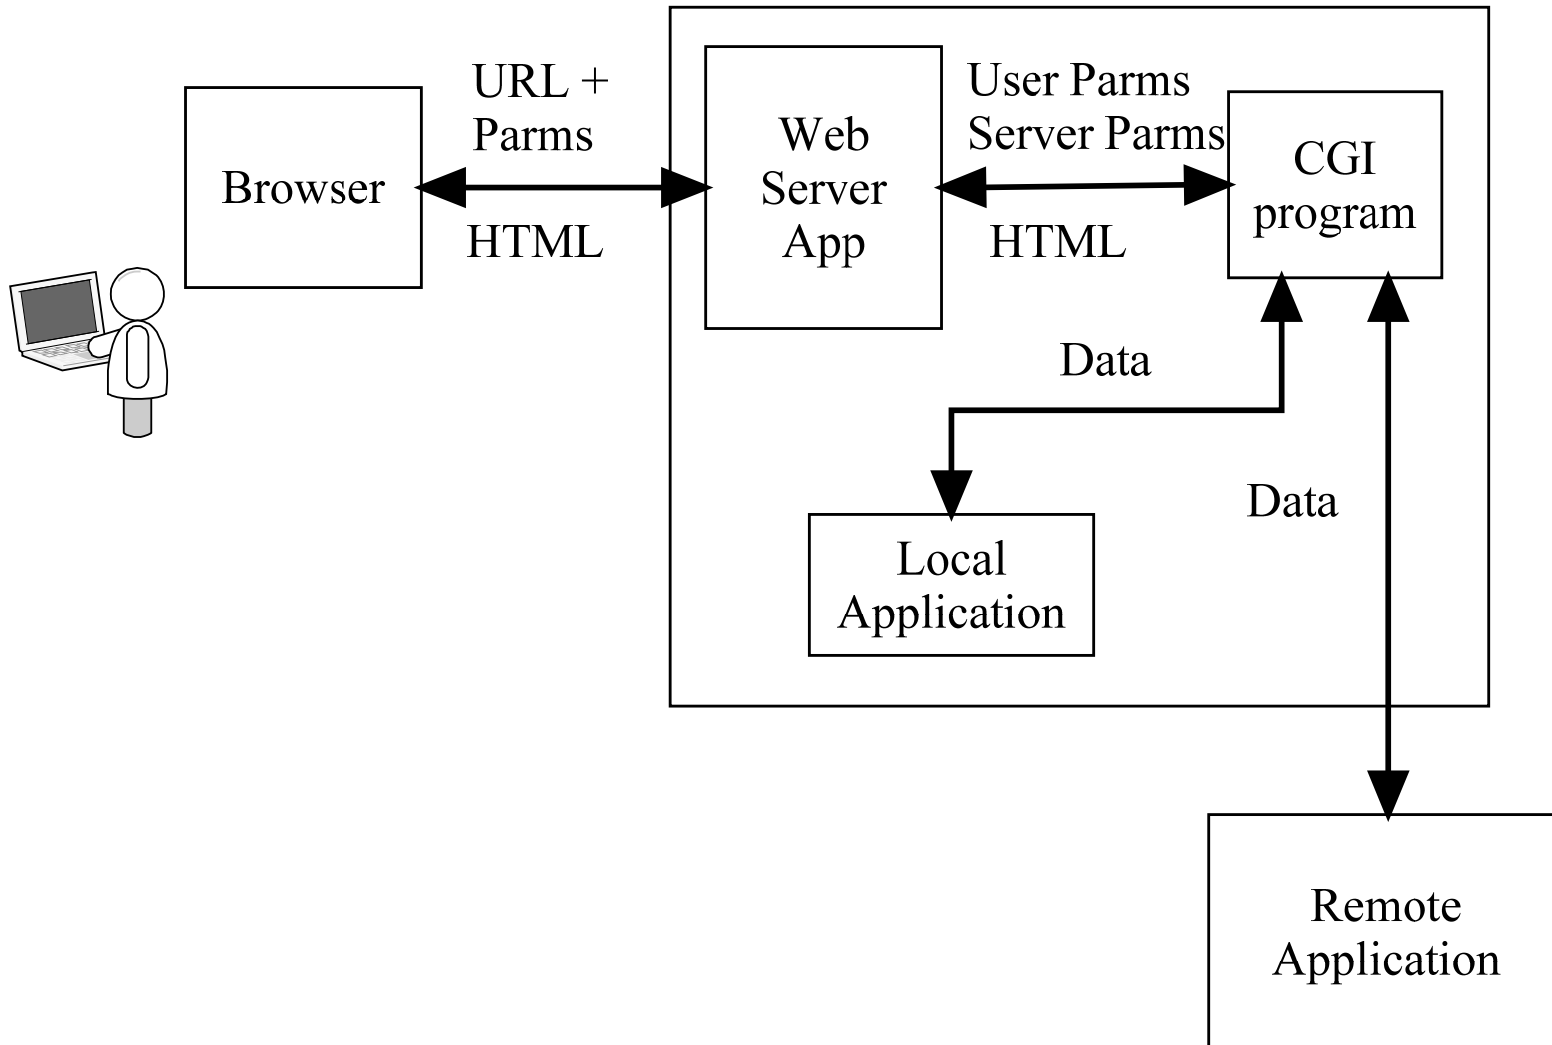 Browser
URL +
Parms
HTML
Web
Server
App
User Parms
Server Parms
HTML
CGI
program
Data
Data
Local
Application
Remote
Application